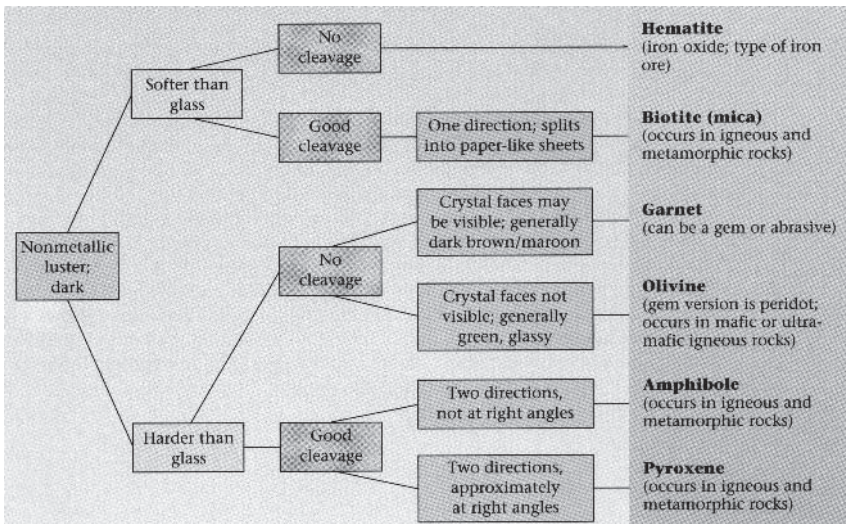 No
cleavage
Hematite
(iron oxide; type of iron
ore)
Softer than
glass
Good
cleavage
One direction; splits
into paper-like sheets
Biotite (mica)
(occurs in igneous and
metamorphic rocks)
Nonmetallic
luster;
dark
No
cleavage
Crystal faces may
be visible; generally
dark brown/maroon
Garnet
(can be a gem or abrasive)
Crystal faces not
visible; generally
green, glassy
Olivine
(gem version is peridot;
occurs in mafic or ultra-
mafic igneous rocks)
Harder than
glass
Good
cleavage
Two directions,
not at right angles
Amphibole
(occurs in igneous and
metamorphic rocks)
Two directions,
approximately
at right angles
Pyroxene
(occurs in igneous and
metamorphic rocks)